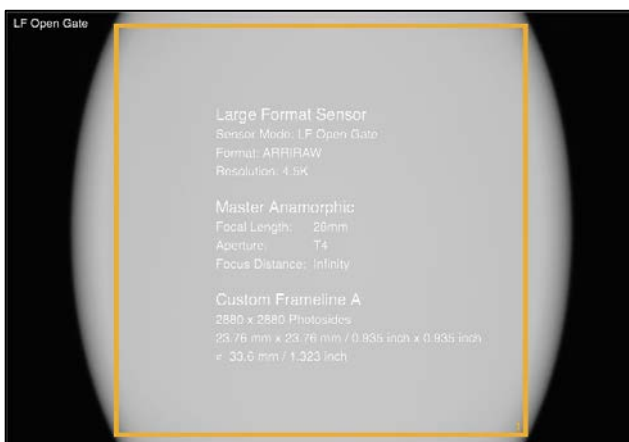 LF Open Gate
Large Format Sensor
Sensor Mode: LF Open Gate
Format: ARRIRAW
Resolution: 4.5K
Master Anamorphic
Focal Length: 28mm
Aperture: T4
Focus Distance: Infinity
Custom Frameline A
2880 x 2880 Photosides
23.76 mm x 23.76 mm / 0.935 inch x 0.935 inch
⌀ 33.6 mm / 1.323 inch